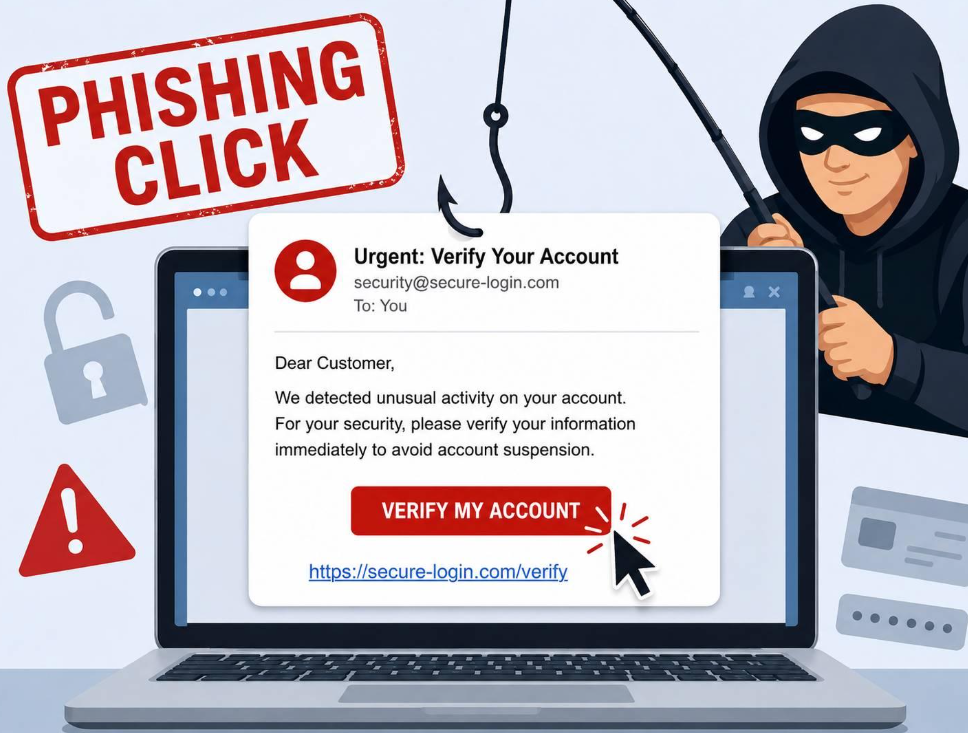 PHISHING
CLICK
Urgent: Verify Your Account
security@secure-login.com
To: You
Dear Customer,
We detected unusual activity on your account.
For your security, please verify your information
immediately to avoid account suspension.
VERIFY MY ACCOUNT
https://secure-login.com/verify